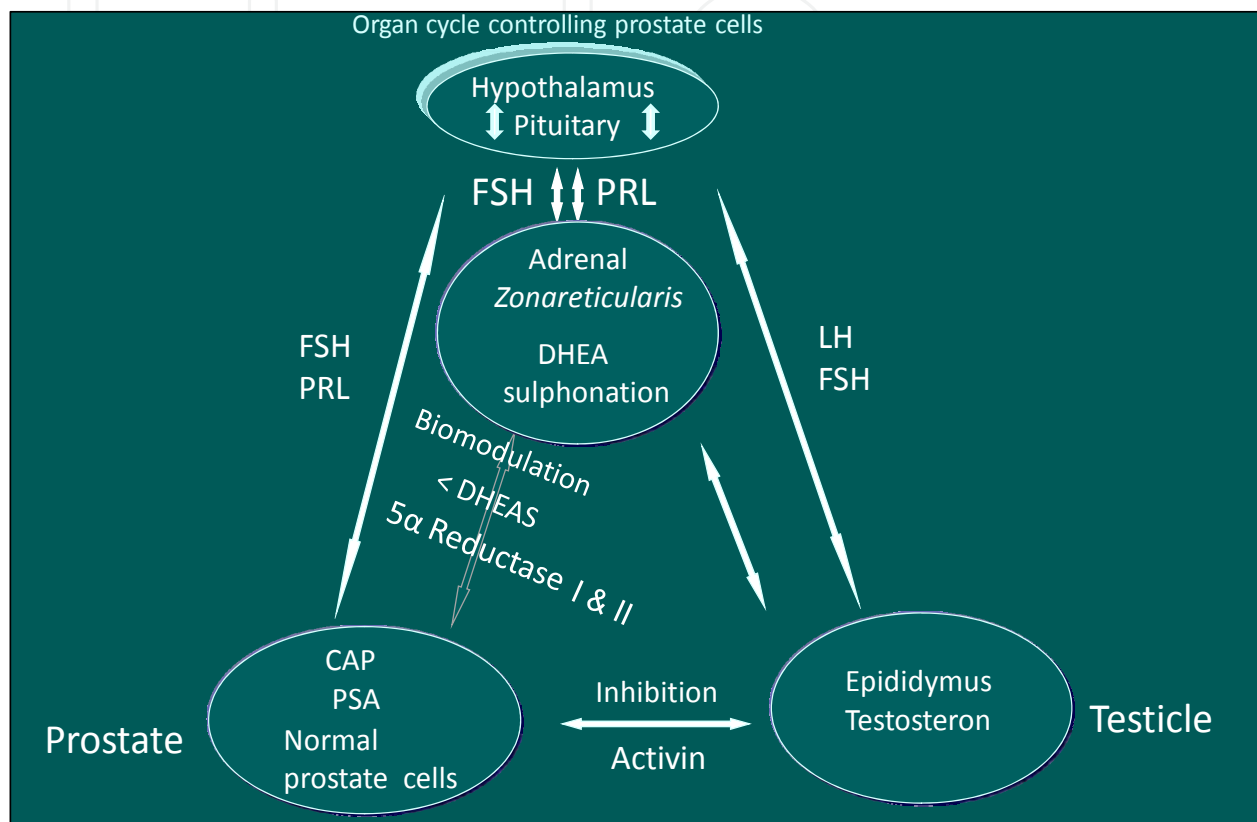 Organ cycle controlling prostate cells
Hypothalamus
Pituitary
FSH PRL
Adrenal
Zonareticularis
DHEA
sulphonation
FSH
PRL
LH
FSH
Biomodulation
< DHEAS
5α Reductase I & II
CAP
PSA
Normal
prostate cells
Prostate
Inhibition
Activin
Epididymus
Testosteron
Testicle